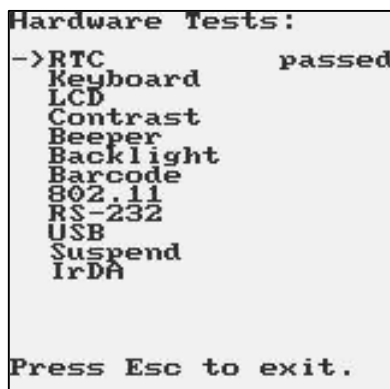 Hardware Tests:
->RTC passed
Keyboard
LCD
Contrast
Beeper
Backlight
Barcode
802.11
RS-232
USB
Suspend
IrDA
Press Esc to exit.